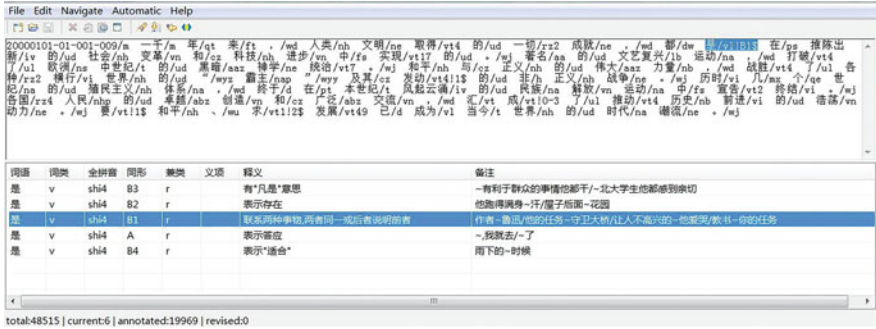 File Edit Navigate Automatic Help
20000101-01-001-009/m 一千/m 年/qt 来/ft ，/wd 人类/nh 文明/ne 取得/vt4 的/ud 一切/rz2 成就/ne ，/wd 都/dw 是/vl!B1$ 在/ps 推陈出
新/iv 的/ud 社会/nh 变革/vn 和/cz 科技/nh 进步/vn 中/fs 实现/vt17 的/ud 。/wj 著名/aa 的/ud 文艺复兴/lb 运动/na ，/wd 打破/vt4
了/ul 欧洲/ns 中世纪/t 的/ud 黑暗/aaz 神学/ne 统治/vt7 。/wj 和平/nh 与/cz 正义/nh 的/ud 伟大/aaz 力量/nb ，/wd 战胜/vt4 了/ul 各
种/rz2 横行/vi 世界/nh 的/ud "/wyz 霸主/nap "/wyy 及其/cz 发动/vt4!1$ 的/ud 非/h 正义/nh 战争/ne 。/wj 历时/vi 几/mx 个/qe 世
纪/na 的/ud 殖民主义/nh 体系/na ，/wd 终于/d 在/pt 本世纪/t 风起云涌/iv 的/ud 民族/na 解放/vn 运动/na 中/fs 宣告/vt2 终结/vi 。/wj
各国/rz4 人民/nhp 的/ud 卓越/abz 创造/vn 和/cz 广泛/abz 交流/vn ，/wd 汇/vt 成/vt!0-3 了/ul 推动/vt4 历史/nb 前进/vi 的/ud 浩荡/vn
动力/ne 。/wj 要/vt!1$ 和平/nh 、/wu 求/vt1!2$ 发展/vt49 已/d 成为/vl 当今/t 世界/nh 的/ud 时代/na 潮流/ne 。/wj
词语 词类 全拼音 同形 兼类 义项 释义 备注
是 v shi4 B3 r 有"凡是"意思 ~有利于群众的事情他都干/~北大学生他都感到亲切
是 v shi4 B2 r 表示存在 他跑得满身~汗/屋子后面~花园
是 v shi4 B1 r 联系两种事物,两者同一或后者说明前者 作者~鲁迅/他的任务~守卫大桥/让人不高兴的~他爱哭/教书~你的任务
是 v shi4 A r 表示答应 ~,我就去/~了
是 v shi4 B4 r 表示"适合" 雨下的~时候
total:48515 | current:6 | annotated:19969 | revised:0